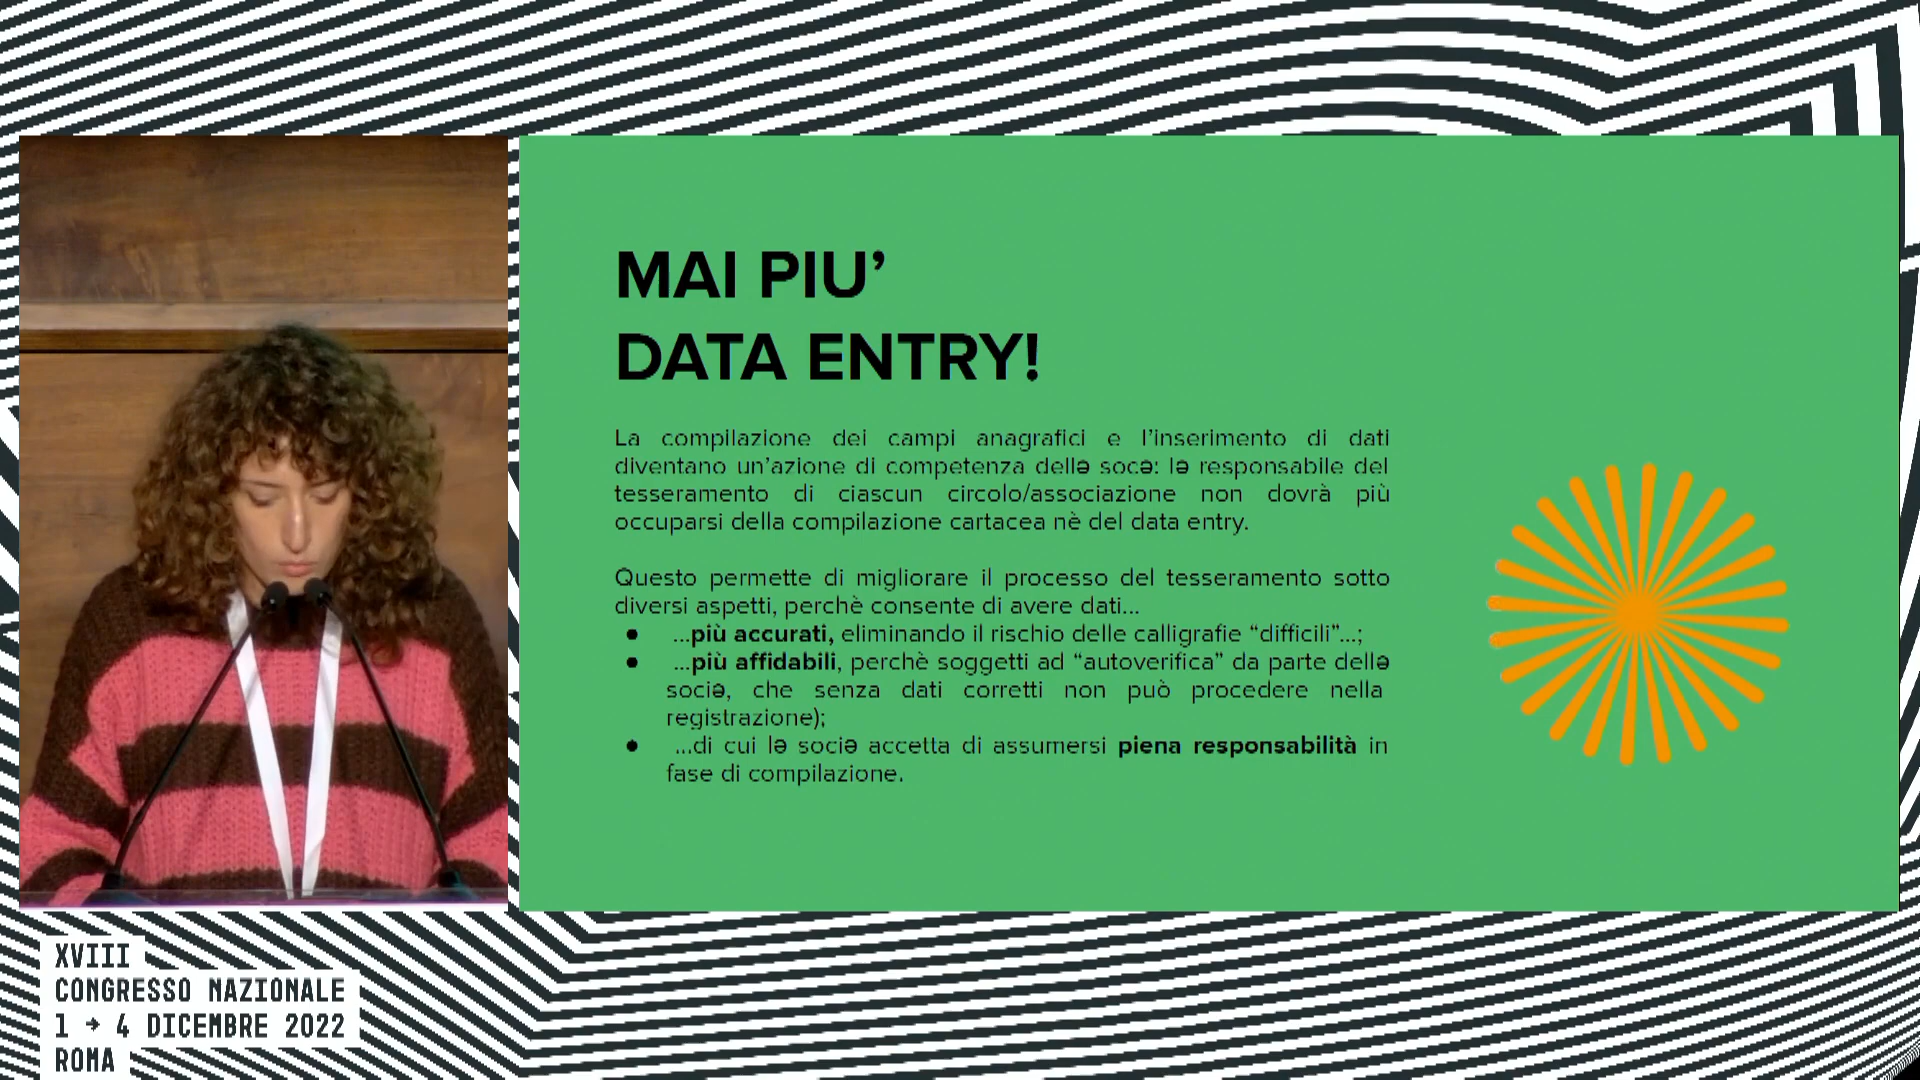 MAI PIU’
DATA ENTRY!
La compilazione dei campi anagrafici e l’inserimento di dati
diventano un’azione di competenza dellə socə: lə responsabile del
tesseramento di ciascun circolo/associazione non dovrà più
occuparsi della compilazione cartacea nè del data entry.
Questo permette di migliorare il processo del tesseramento sotto
diversi aspetti, perchè consente di avere dati...
● ...più accurati, eliminando il rischio delle calligrafie “difficili”...;
● ...più affidabili, perchè soggetti ad “autoverifica” da parte dellə
sociə, che senza dati corretti non può procedere nella
registrazione);
● ...di cui lə sociə accetta di assumersi piena responsabilità in
fase di compilazione.
XVIII
CONGRESSO NAZIONALE
1 → 4 DICEMBRE 2022
ROMA